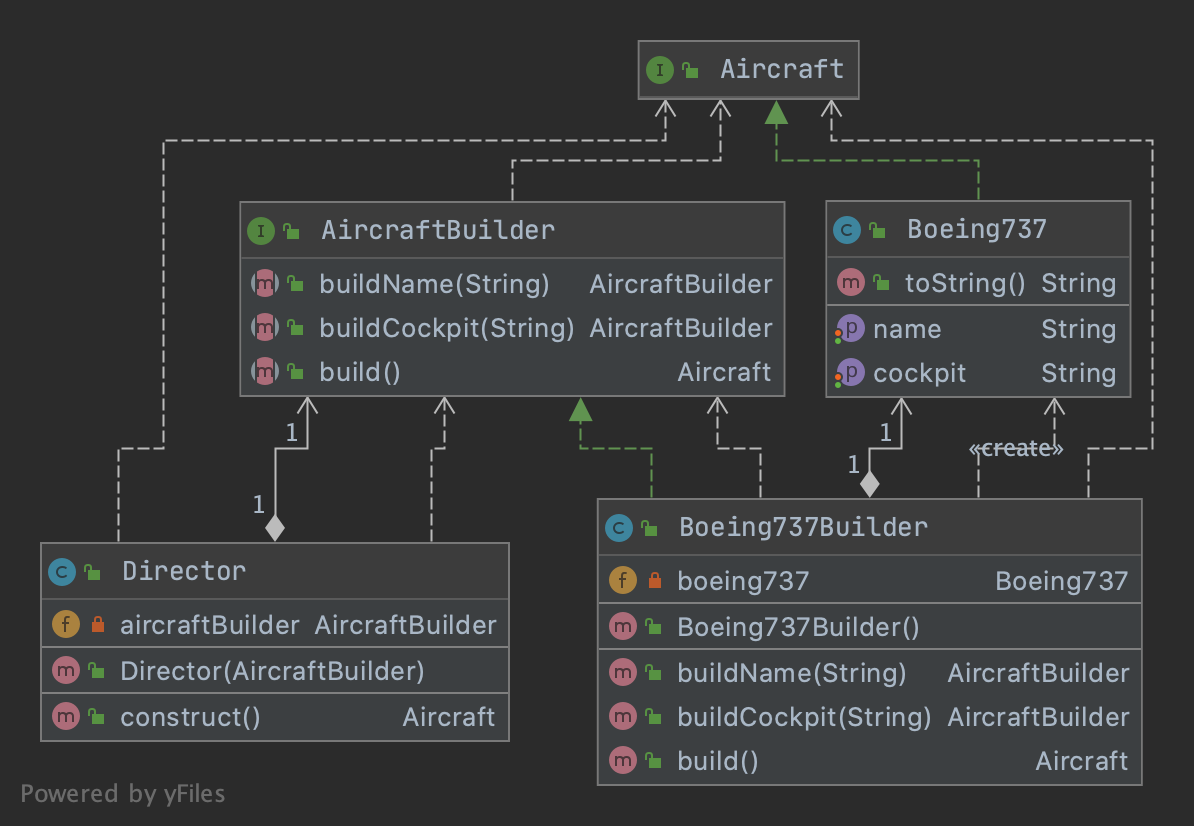 I Aircraft
I AircraftBuilder
m buildName(String) AircraftBuilder
m buildCockpit(String) AircraftBuilder
m build() Aircraft
C Boeing737
m toString() String
p name String
p cockpit String
1
1
1
1
«create»
C Director
f aircraftBuilder AircraftBuilder
m Director(AircraftBuilder)
m construct() Aircraft
C Boeing737Builder
f boeing737 Boeing737
m Boeing737Builder()
m buildName(String) AircraftBuilder
m buildCockpit(String) AircraftBuilder
m build() Aircraft
Powered by yFiles